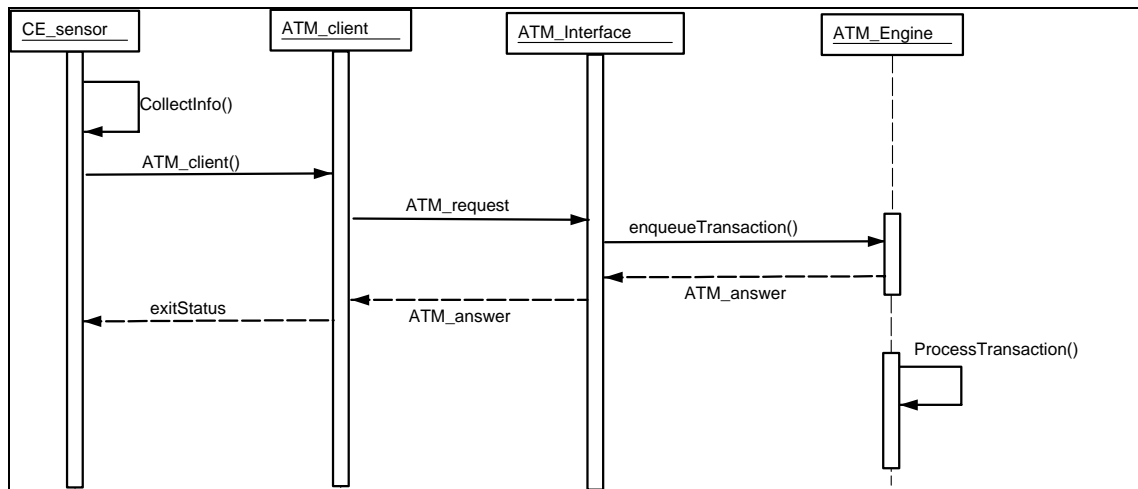 CE_sensor
ATM_client
ATM_Interface
ATM_Engine
CollectInfo()
ATM_client()
ATM_request
enqueueTransaction()
ATM_answer
exitStatus
ATM_answer
ProcessTransaction()